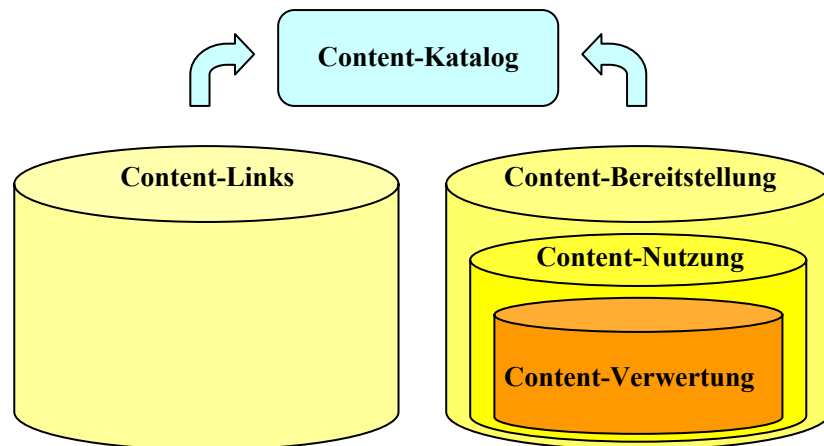 Content-Katalog
Content-Links
Content-Bereitstellung
Content-Nutzung
Content-Verwertung